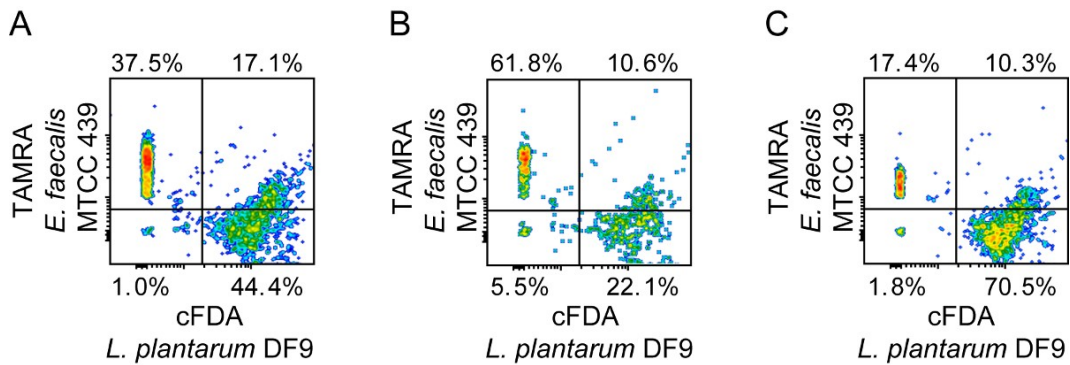 A
37.5% 17.1%
TAMRA
E. faecalis
MTCC 439
1.0% 44.4%
cFDA
L. plantarum DF9
B
61.8% 10.6%
TAMRA
E. faecalis
MTCC 439
5.5% 22.1%
cFDA
L. plantarum DF9
C
17.4% 10.3%
TAMRA
E. faecalis
MTCC 439
1.8% 70.5%
cFDA
L. plantarum DF9